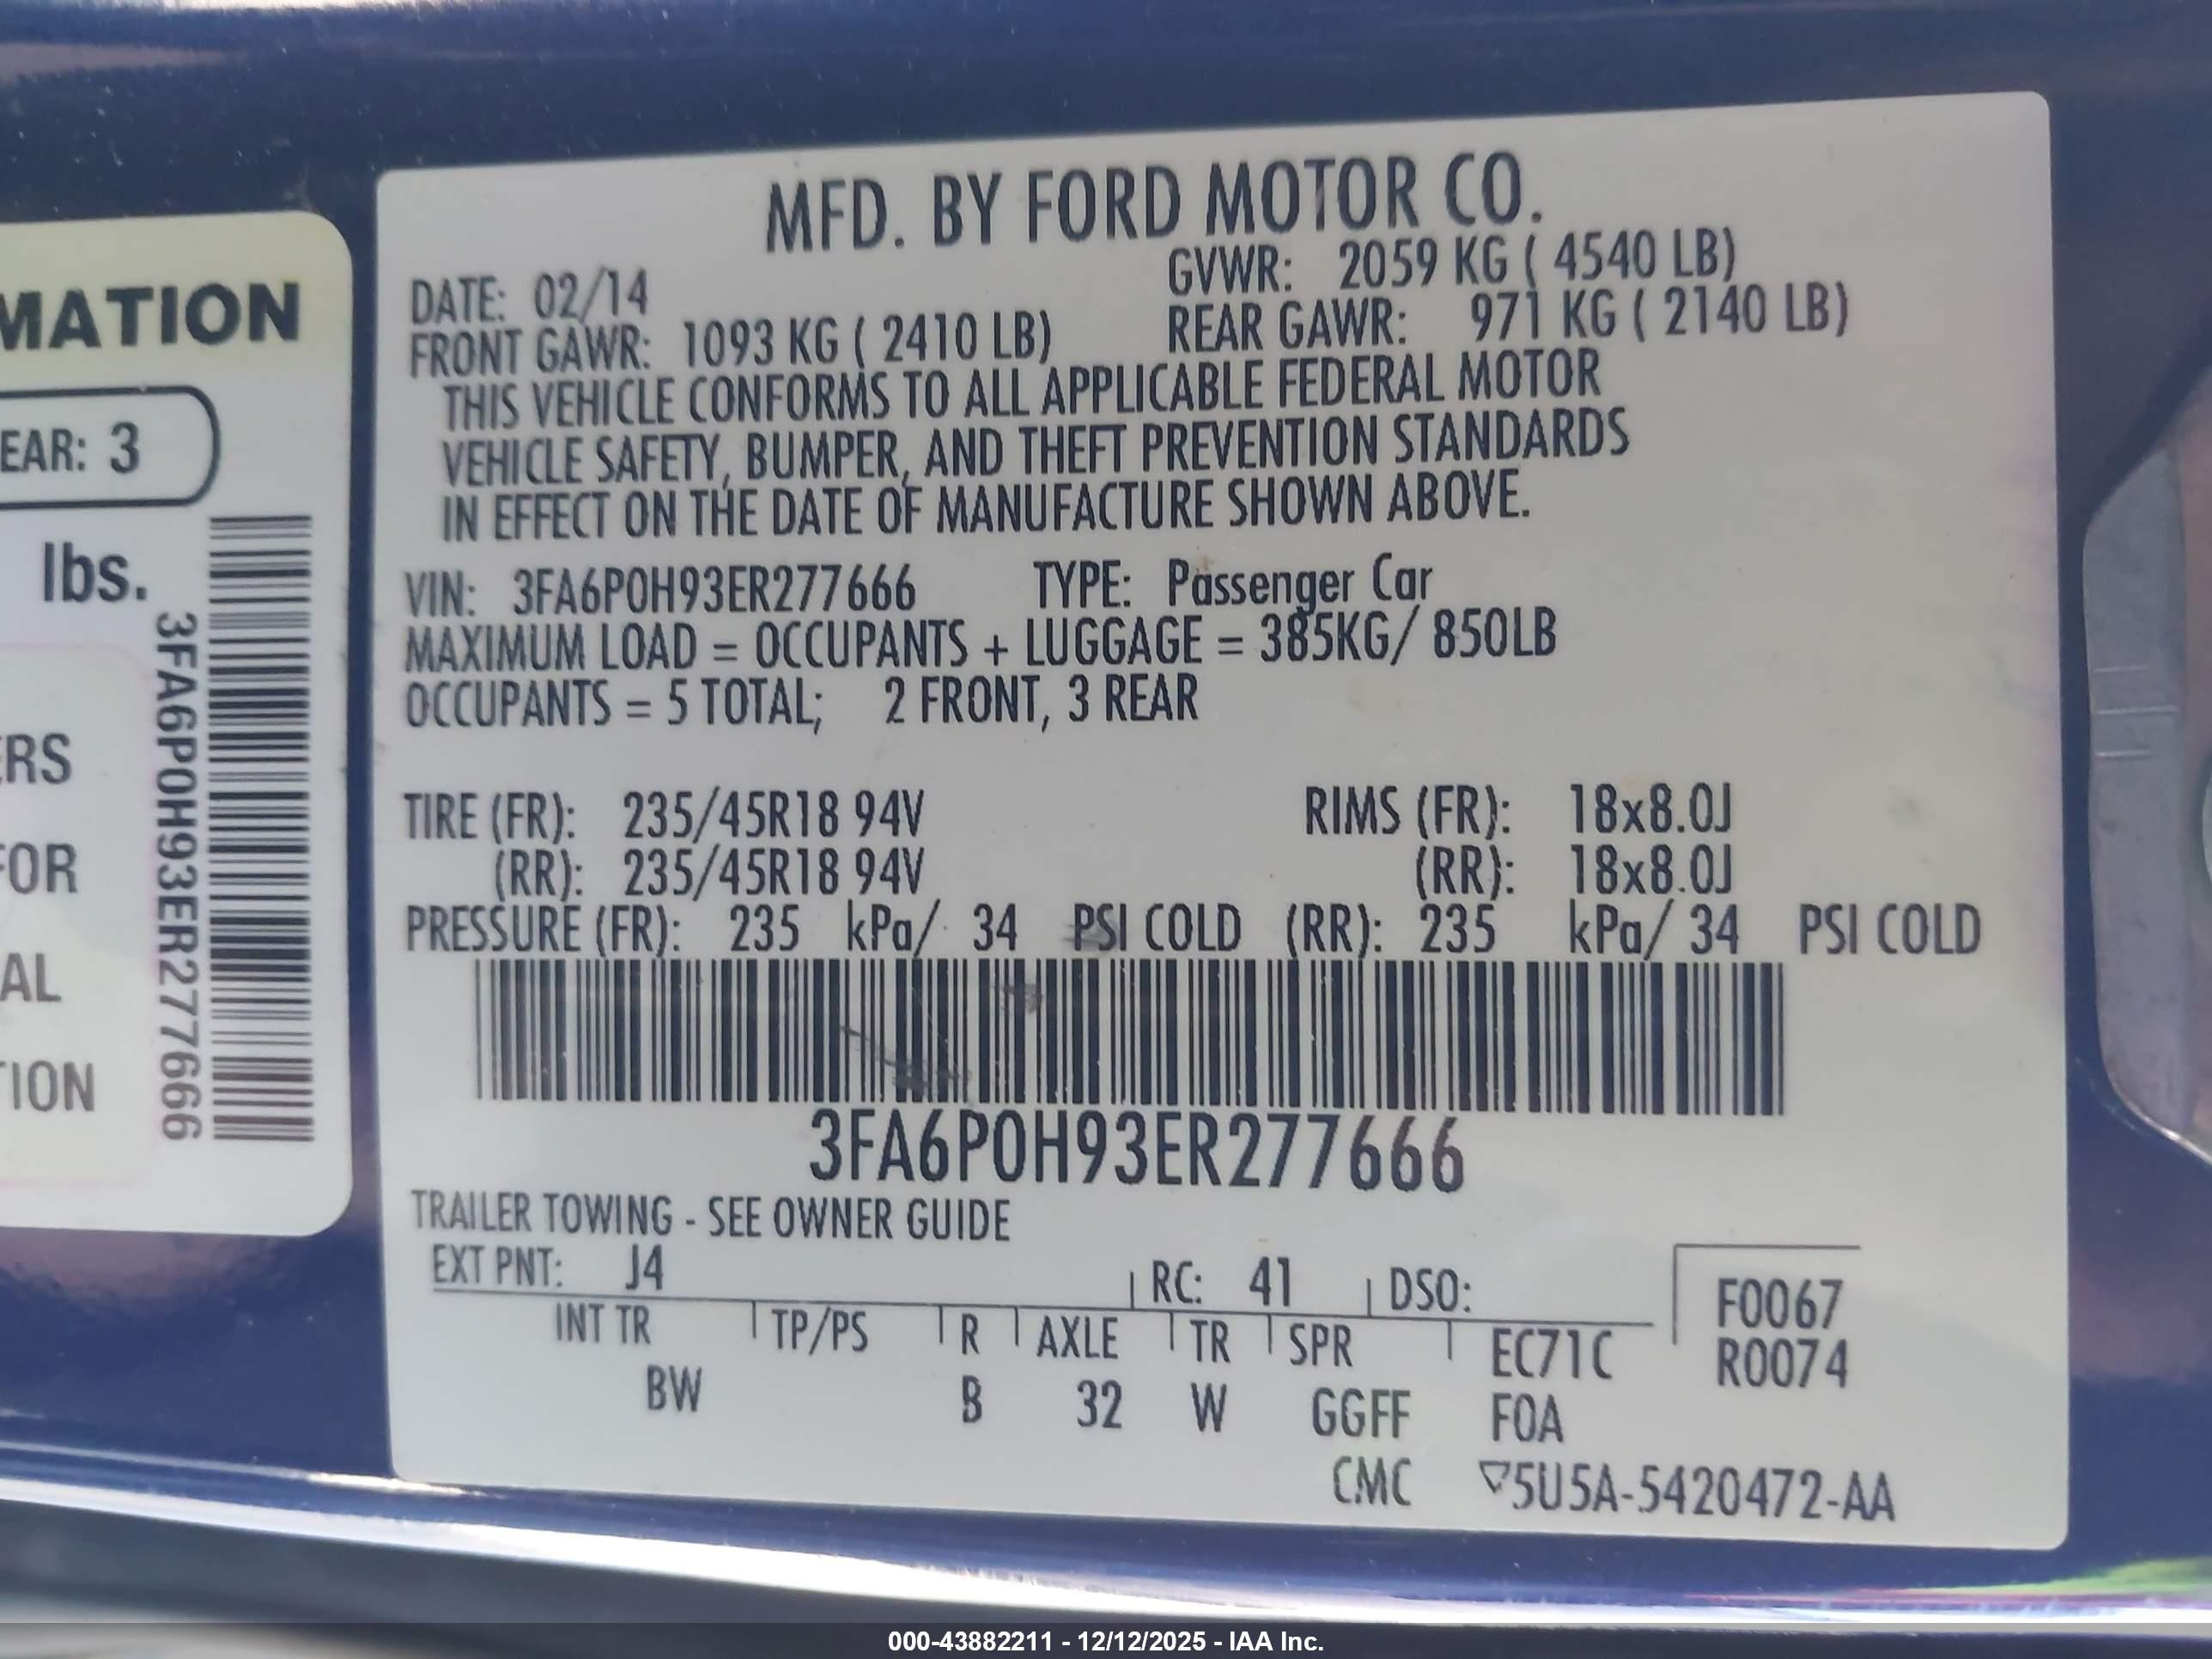 MATION
EAR: 3
lbs.
ERS
FOR
AL
TION
3FA6P0H93ER277666
MFD. BY FORD MOTOR CO.
DATE: 02/14 GVWR: 2059 KG ( 4540 LB)
FRONT GAWR: 1093 KG ( 2410 LB) REAR GAWR: 971 KG ( 2140 LB)
THIS VEHICLE CONFORMS TO ALL APPLICABLE FEDERAL MOTOR
VEHICLE SAFETY, BUMPER, AND THEFT PREVENTION STANDARDS
IN EFFECT ON THE DATE OF MANUFACTURE SHOWN ABOVE.
VIN: 3FA6P0H93ER277666 TYPE: Passenger Car
MAXIMUM LOAD = OCCUPANTS + LUGGAGE = 385KG/ 850LB
OCCUPANTS = 5 TOTAL; 2 FRONT, 3 REAR
TIRE (FR): 235/45R18 94V RIMS (FR): 18x8.0J
(RR): 235/45R18 94V (RR): 18x8.0J
PRESSURE (FR): 235 kPa/ 34 PSI COLD (RR): 235 kPa/ 34 PSI COLD
3FA6P0H93ER277666
TRAILER TOWING - SEE OWNER GUIDE
EXT PNT: J4 RC: 41 DSO: F0067
INT TR TP/PS R AXLE TR SPR EC71C R0074
BW B 32 W GGFF FOA
CMC ▽5U5A-5420472-AA
000-43882211 - 12/12/2025 - IAA Inc.